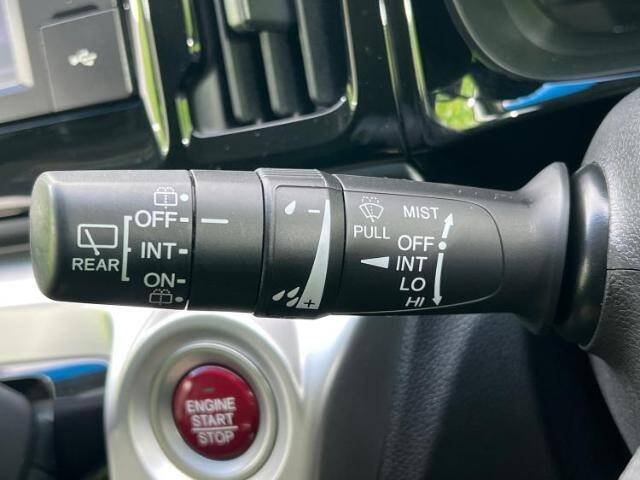 REAR
OFF
INT
ON
−
+
PULL
MIST
OFF
INT
LO
HI
ENGINE
START
STOP